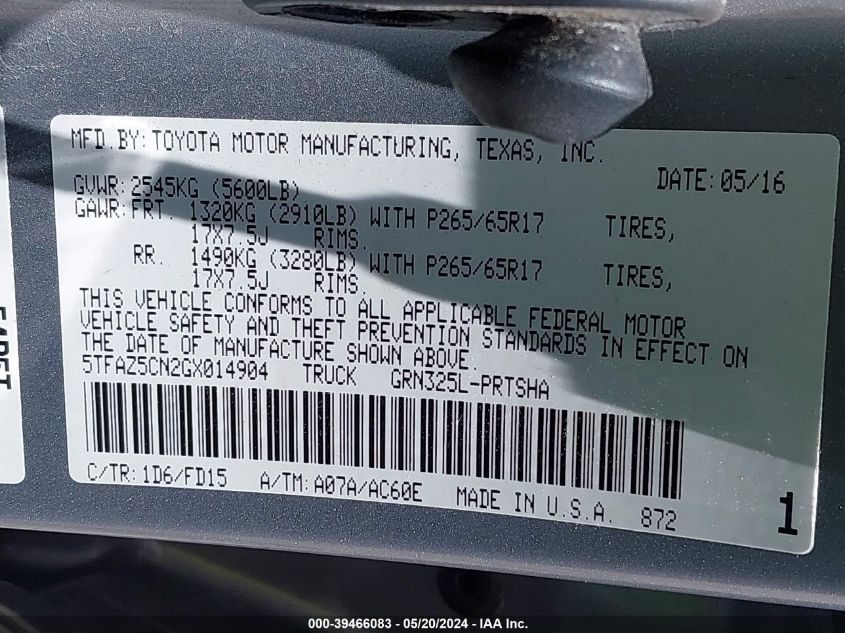 MFD.BY:TOYOTA MOTOR MANUFACTURING, TEXAS, INC.
DATE:05/16
GVWR:2545KG (5600LB)
GAWR:FRT. 1320KG (2910LB) WITH P265/65R17 TIRES,
17X7.5J RIMS.
RR. 1490KG (3280LB) WITH P265/65R17 TIRES,
17X7.5J RIMS.
THIS VEHICLE CONFORMS TO ALL APPLICABLE FEDERAL MOTOR
VEHICLE SAFETY AND THEFT PREVENTION STANDARDS IN EFFECT ON
THE DATE OF MANUFACTURE SHOWN ABOVE.
5TFAZ5CN2GX014904 TRUCK GRN325L-PRTSHA
C/TR:1D6/FD15 A/TM:A07A/AC60E MADE IN U.S.A. 872
1
000-39466083 - 05/20/2024 - IAA Inc.